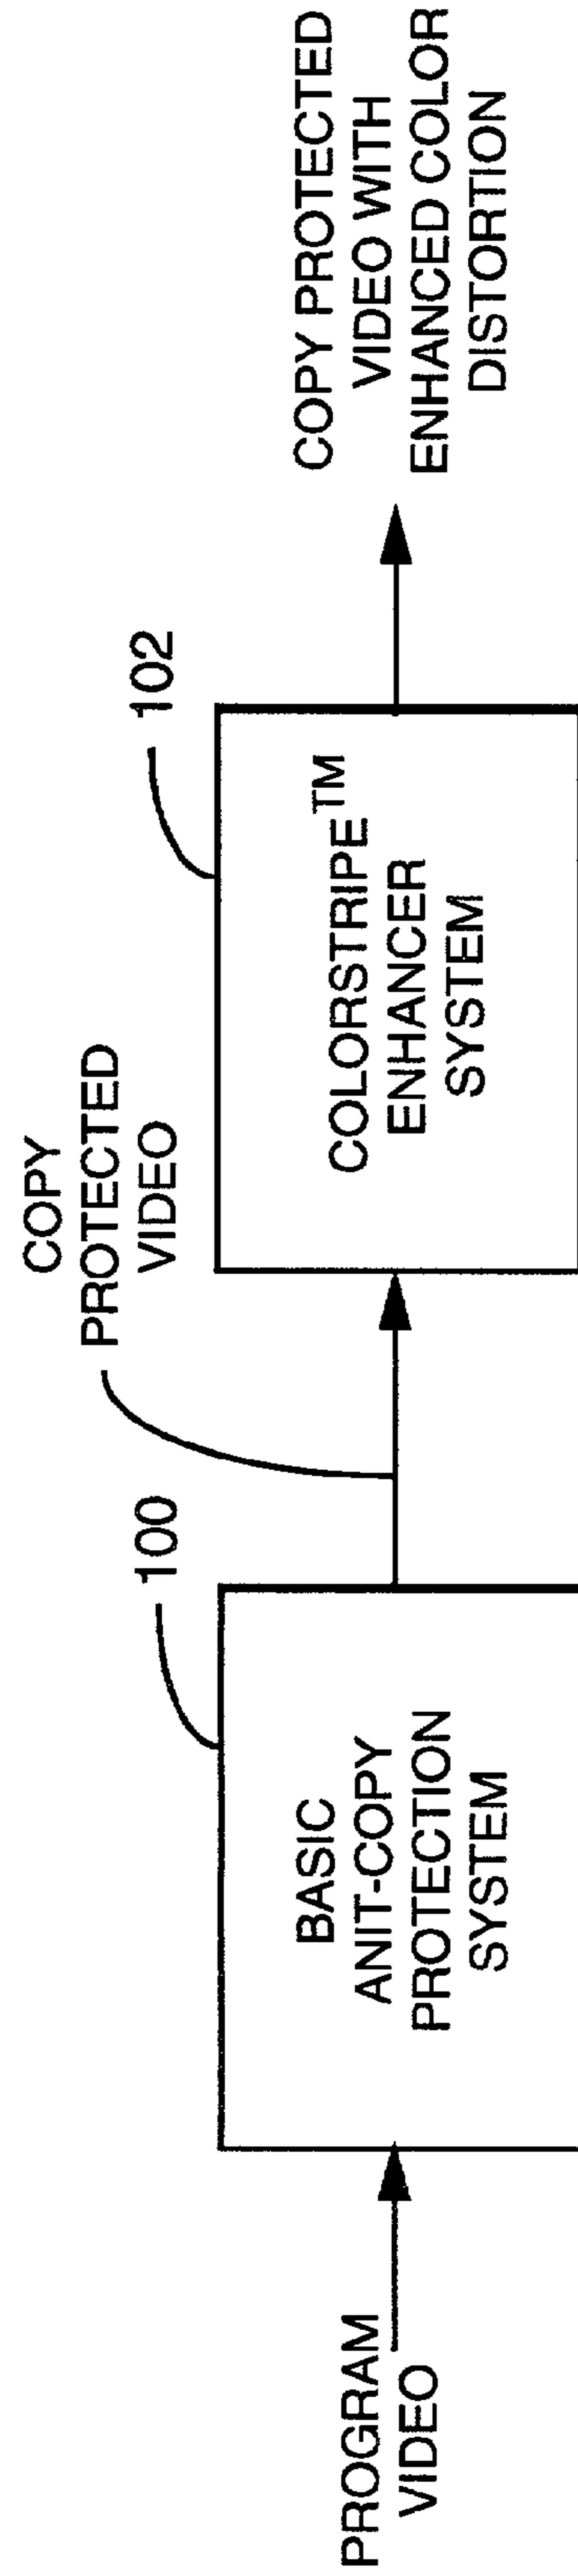 PROGRAM
VIDEO
100
BASIC
ANIT-COPY
PROTECTION
SYSTEM
COPY
PROTECTED
VIDEO
102
COLORSTRIPE™
ENHANCER
SYSTEM
COPY PROTECTED
VIDEO WITH
ENHANCED COLOR
DISTORTION